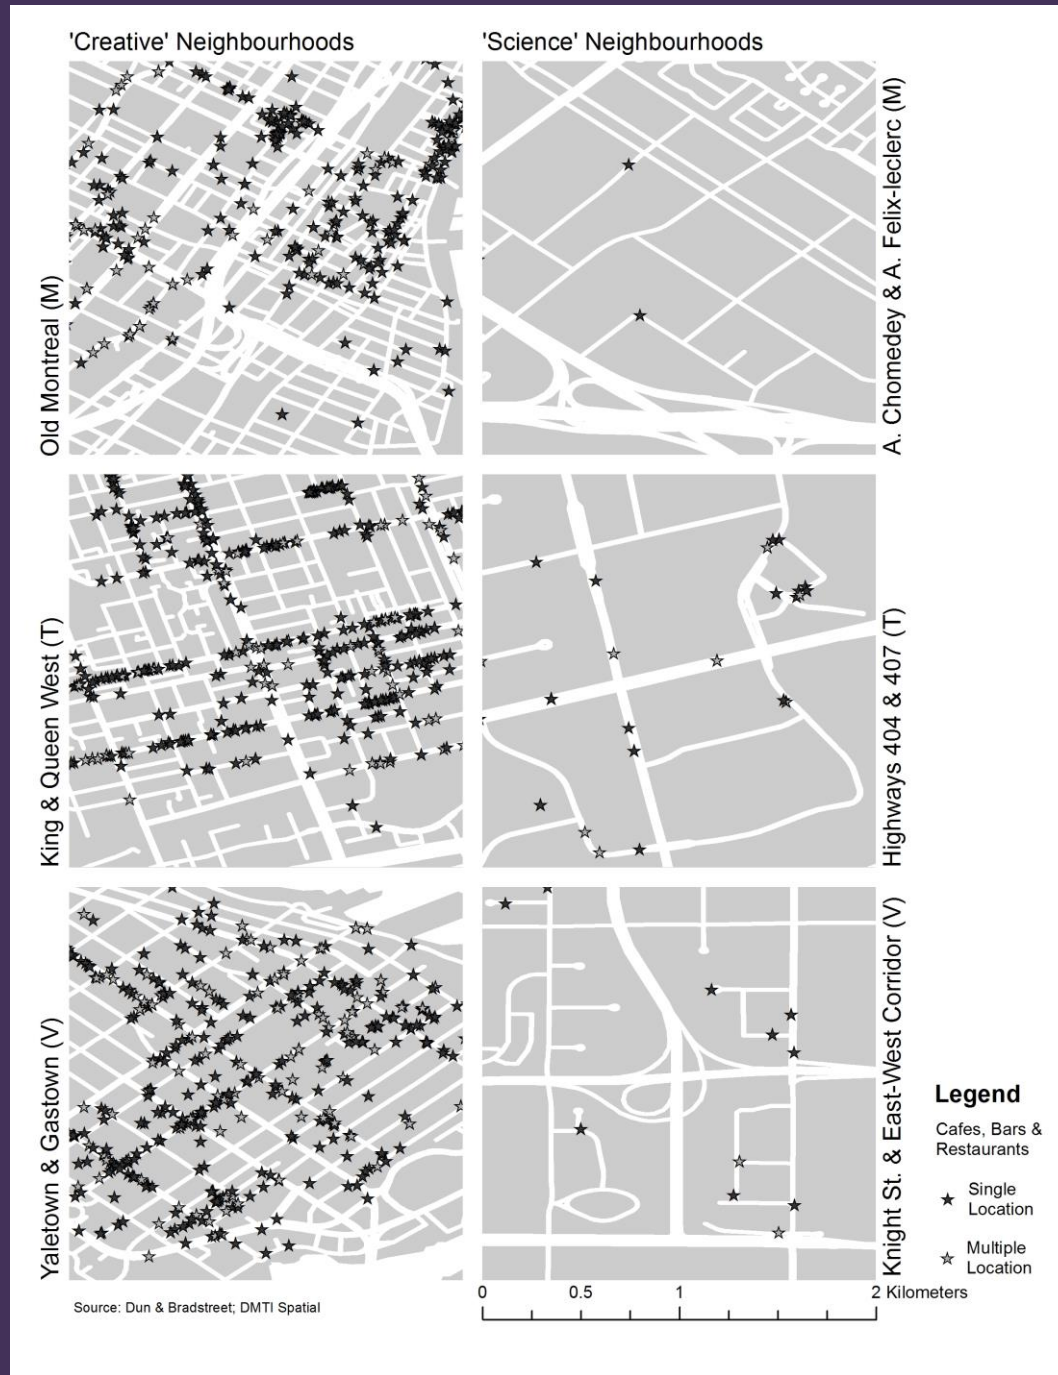 'Creative' Neighbourhoods
'Science' Neighbourhoods
Old Montreal (M)
A. Chomedey & A. Felix-leclerc (M)
King & Queen West (T)
Highways 404 & 407 (T)
Yaletown & Gastown (V)
Knight St. & East-West Corridor (V)
Legend
Cafes, Bars &
Restaurants
Single
Location
Multiple
Location
0 0.5 1 2 Kilometers
Source: Dun & Bradstreet; DMTI Spatial